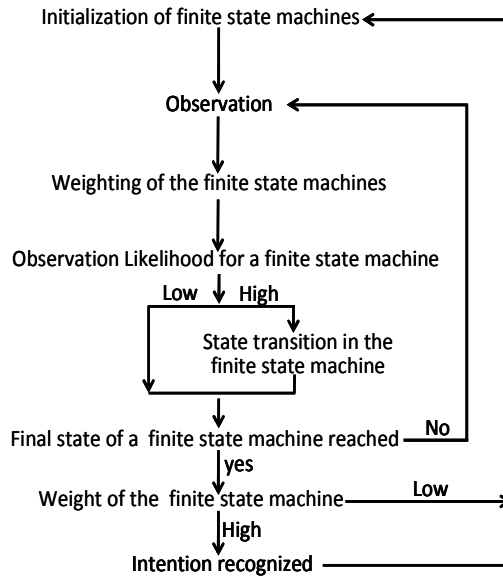 Initialization of finite state machines
Observation
Weighting of the finite state machines
Observation Likelihood for a finite state machine
Low High
State transition in the
finite state machine
Final state of a finite state machine reached No
yes
Weight of the finite state machine Low
High
Intention recognized